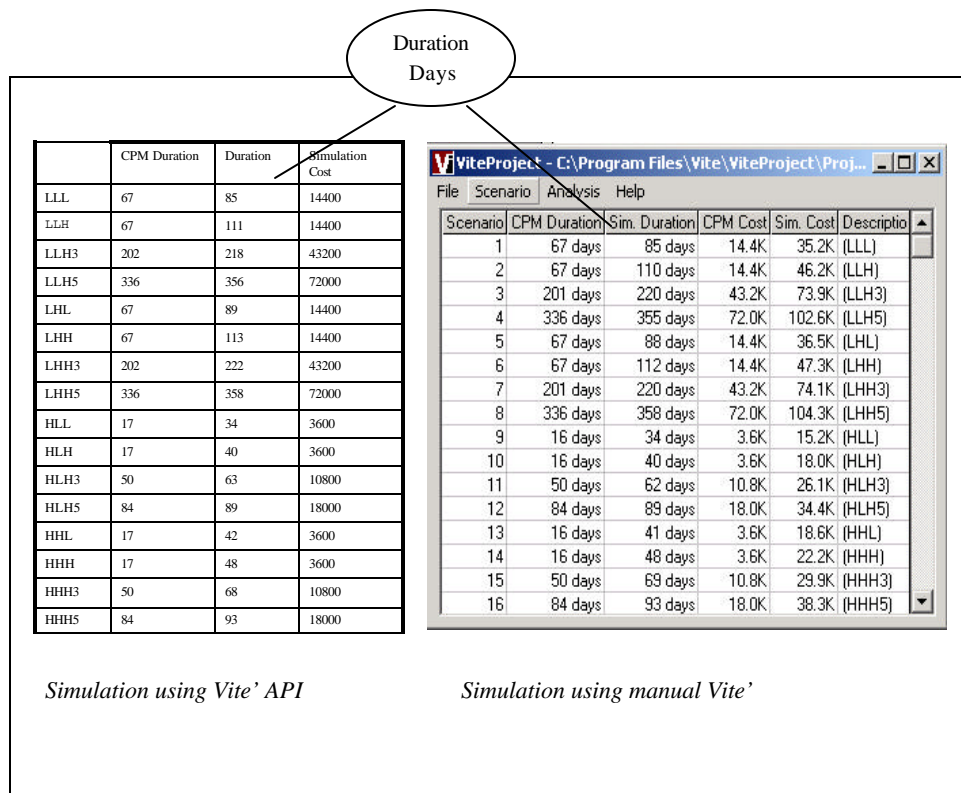 Duration
Days
CPM Duration Duration Simulation
Cost
LLL 67 85 14400
LLH 67 111 14400
LLH3 202 218 43200
LLH5 336 356 72000
LHL 67 89 14400
LHH 67 113 14400
LHH3 202 222 43200
LHH5 336 358 72000
HLL 17 34 3600
HLH 17 40 3600
HLH3 50 63 10800
HLH5 84 89 18000
HHL 17 42 3600
HHH 17 48 3600
HHH3 50 68 10800
HHH5 84 93 18000
ViteProject - C:\Program Files\Vite\ViteProject\Proj...
File Scenario Analysis Help
Scenario CPM Duration Sim. Duration CPM Cost Sim. Cost Descriptio
1 67 days 85 days 14.4K 35.2K (LLL)
2 67 days 110 days 14.4K 46.2K (LLH)
3 201 days 220 days 43.2K 73.9K (LLH3)
4 336 days 355 days 72.0K 102.6K (LLH5)
5 67 days 88 days 14.4K 36.5K (LHL)
6 67 days 112 days 14.4K 47.3K (LHH)
7 201 days 220 days 43.2K 74.1K (LHH3)
8 336 days 358 days 72.0K 104.3K (LHH5)
9 16 days 34 days 3.6K 15.2K (HLL)
10 16 days 40 days 3.6K 18.0K (HLH)
11 50 days 62 days 10.8K 26.1K (HLH3)
12 84 days 89 days 18.0K 34.4K (HLH5)
13 16 days 41 days 3.6K 18.6K (HHL)
14 16 days 48 days 3.6K 22.2K (HHH)
15 50 days 69 days 10.8K 29.9K (HHH3)
16 84 days 93 days 18.0K 38.3K (HHH5)
Simulation using Vite’ API
Simulation using manual Vite’